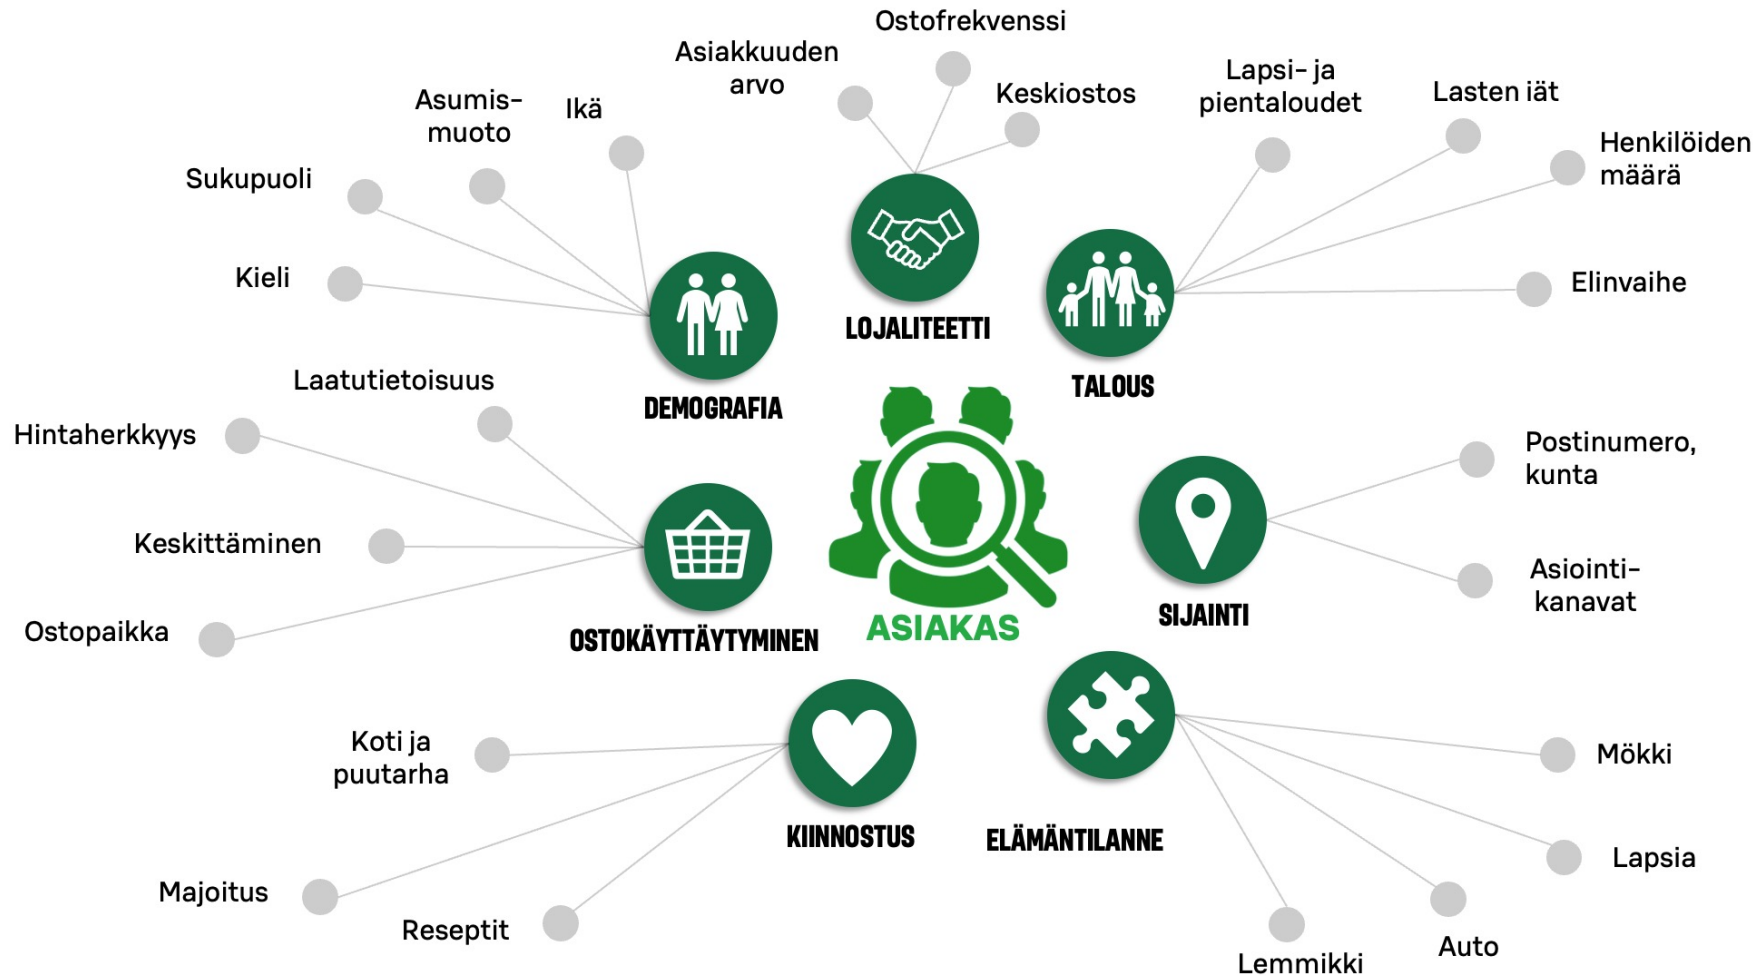 Ostofrekvenssi
Asiakkuuden
arvo
Keskiostos
Lapsi- ja
pientaloudet
Lasten iät
Henkilöiden
määrä
Elinvaihe
Asumis-
muoto
Ikä
Sukupuoli
Kieli
LOJALITEETTI
TALOUS
DEMOGRAFIA
Laatutietoisuus
Hintaherkkyys
Keskittäminen
Ostopaikka
OSTOKÄYTTÄYTYMINEN
ASIAKAS
Postinumero,
kunta
Asiointi-
kanavat
SIJAINTI
Koti ja
puutarha
Majoitus
Reseptit
KIINNOSTUS
ELÄMÄNTILANNE
Mökki
Lapsia
Auto
Lemmikki